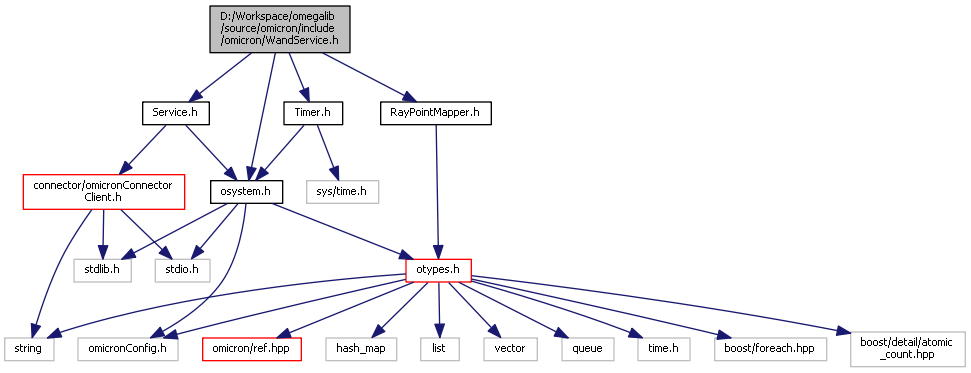 D:/Workspace/omegalib
/source/omicron/include
/omicron/WandService.h
Service.h
Timer.h
RayPointMapper.h
connector/omicronConnector
Client.h
osystem.h
sys/time.h
stdlib.h
stdio.h
otypes.h
string
omicronConfig.h
omicron/ref.hpp
hash_map
list
vector
queue
time.h
boost/foreach.hpp
boost/detail/atomic
_count.hpp